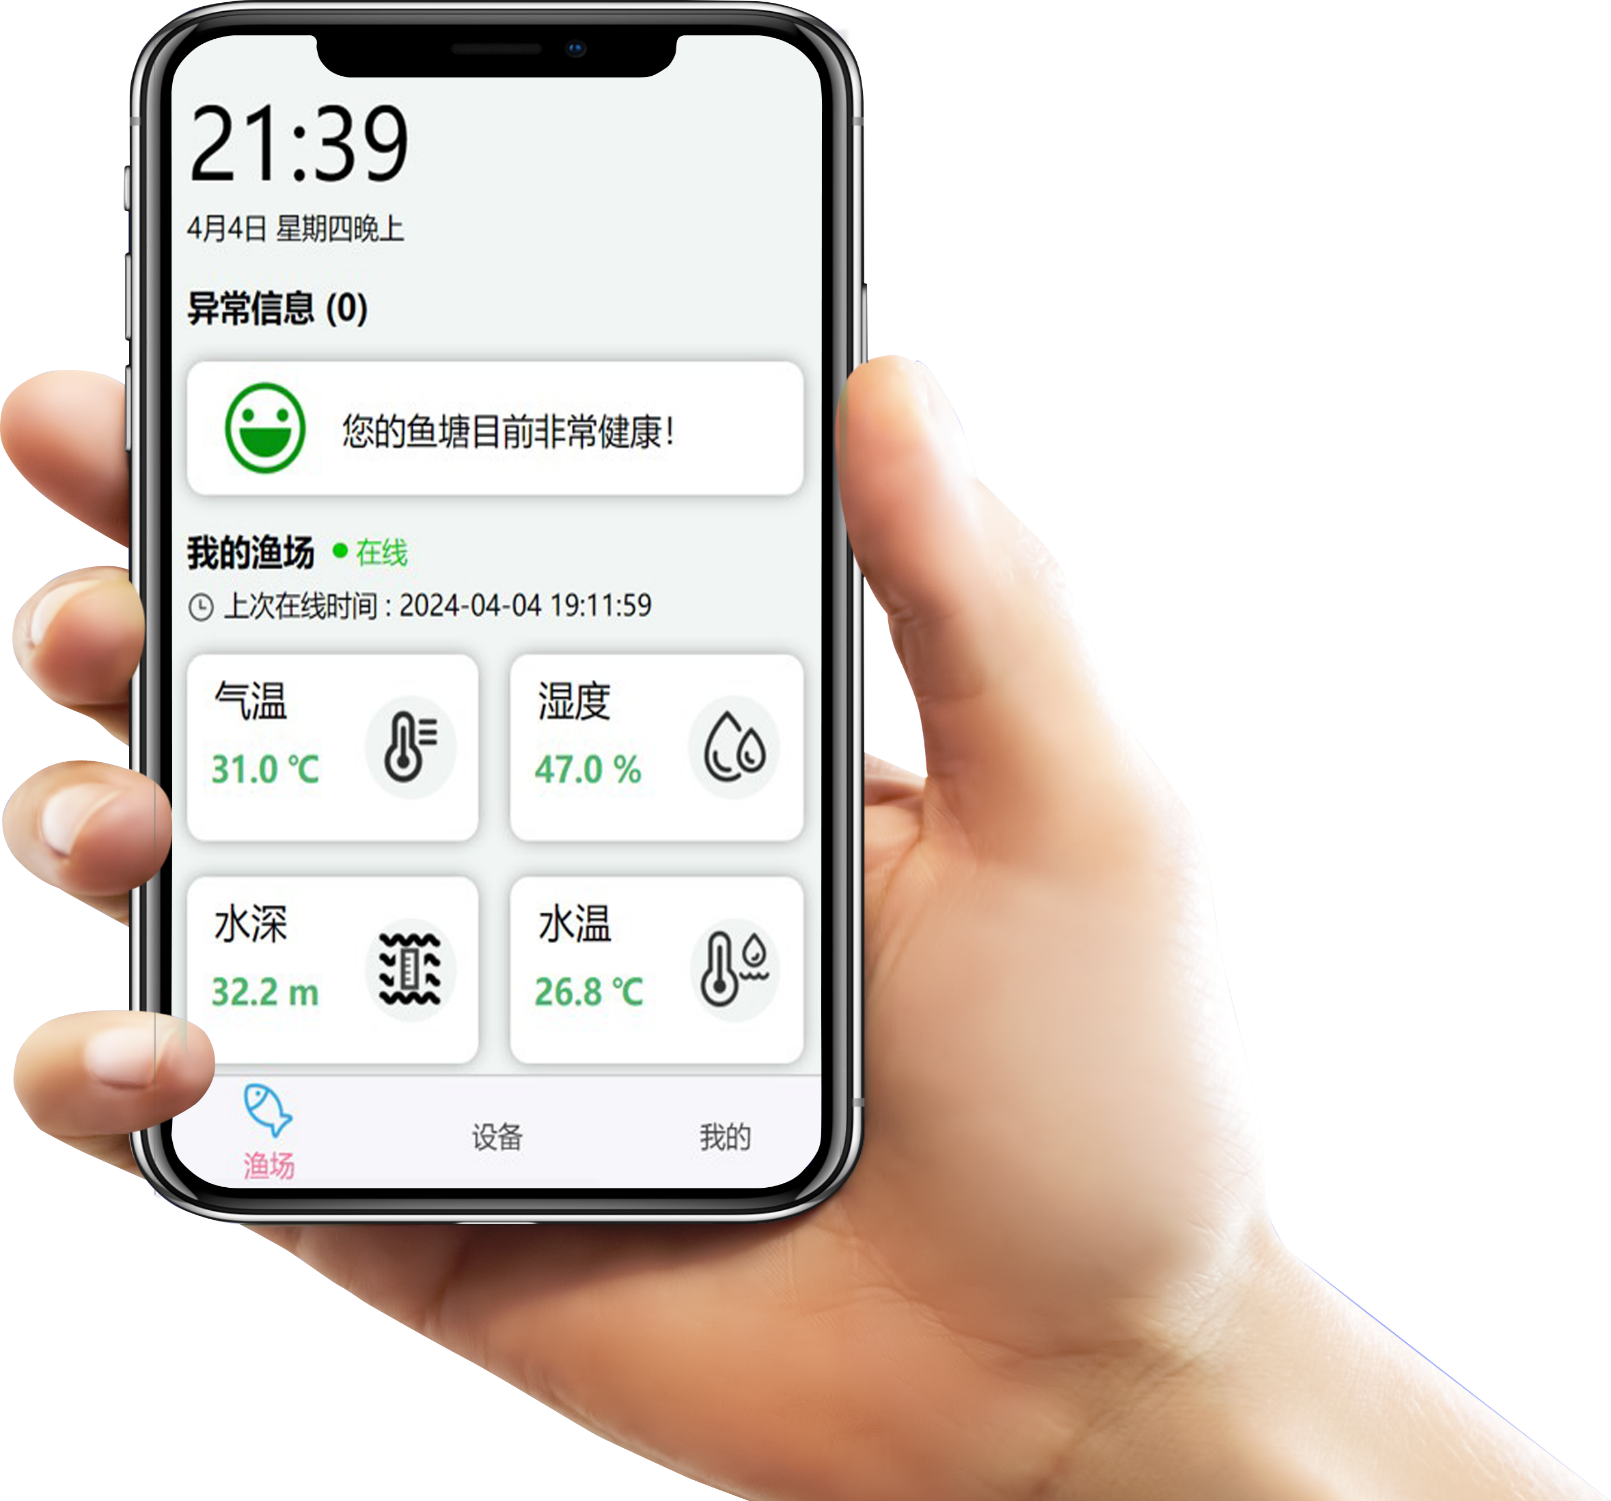 21:39
4月4日 星期四晚上
异常信息 (0)
您的鱼塘目前非常健康！
我的渔场 在线
上次在线时间 : 2024-04-04 19:11:59
气温
31.0 ℃
湿度
47.0 %
水深
32.2 m
水温
26.8 ℃
渔场
设备
我的